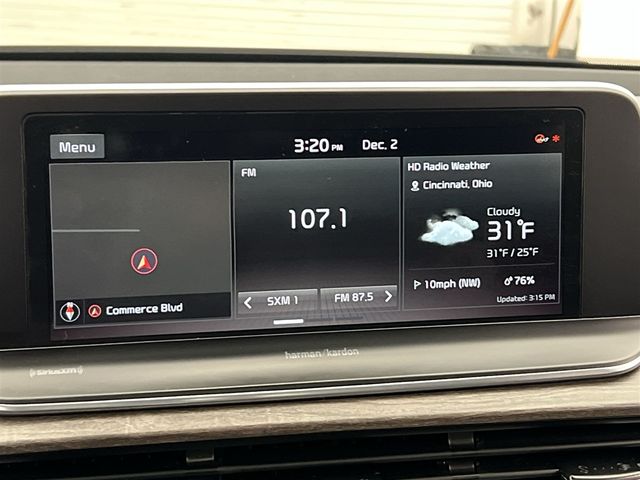 Menu
3:20 PM Dec. 2
FM
107.1
SXM 1
FM 87.5
Commerce Blvd
HD Radio Weather
Cincinnati, Ohio
Cloudy
31°F
31°F / 25°F
10mph (NW)
76%
Updated: 3:15 PM
harman/kardon
SiriusXM